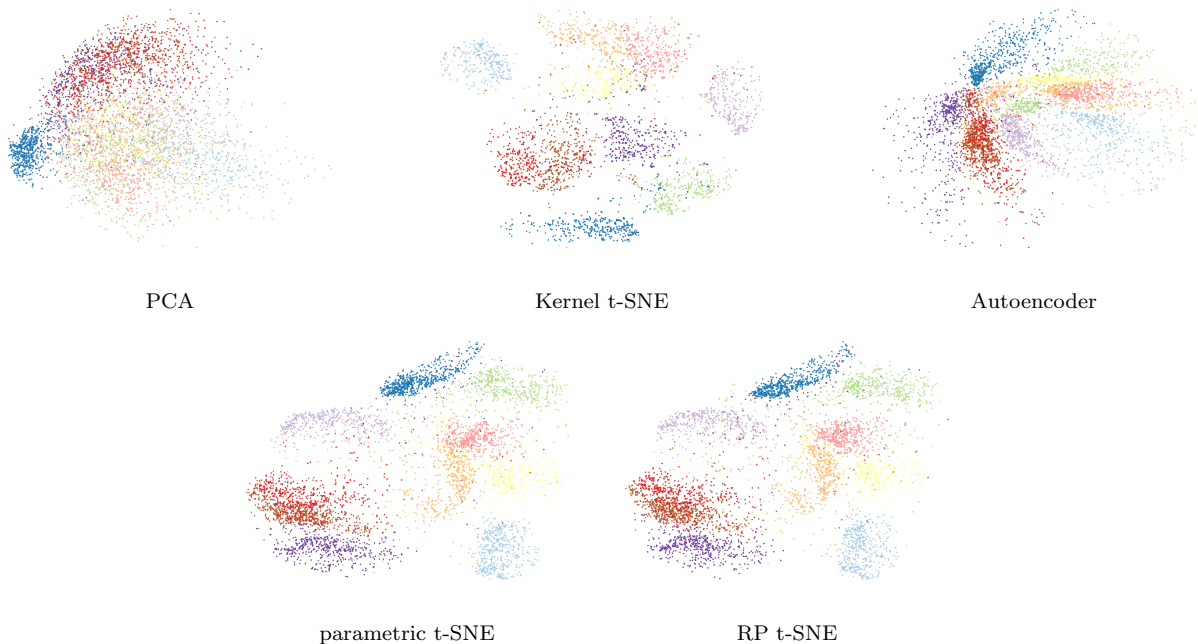 PCA
Kernel t-SNE
Autoencoder
parametric t-SNE
RP t-SNE